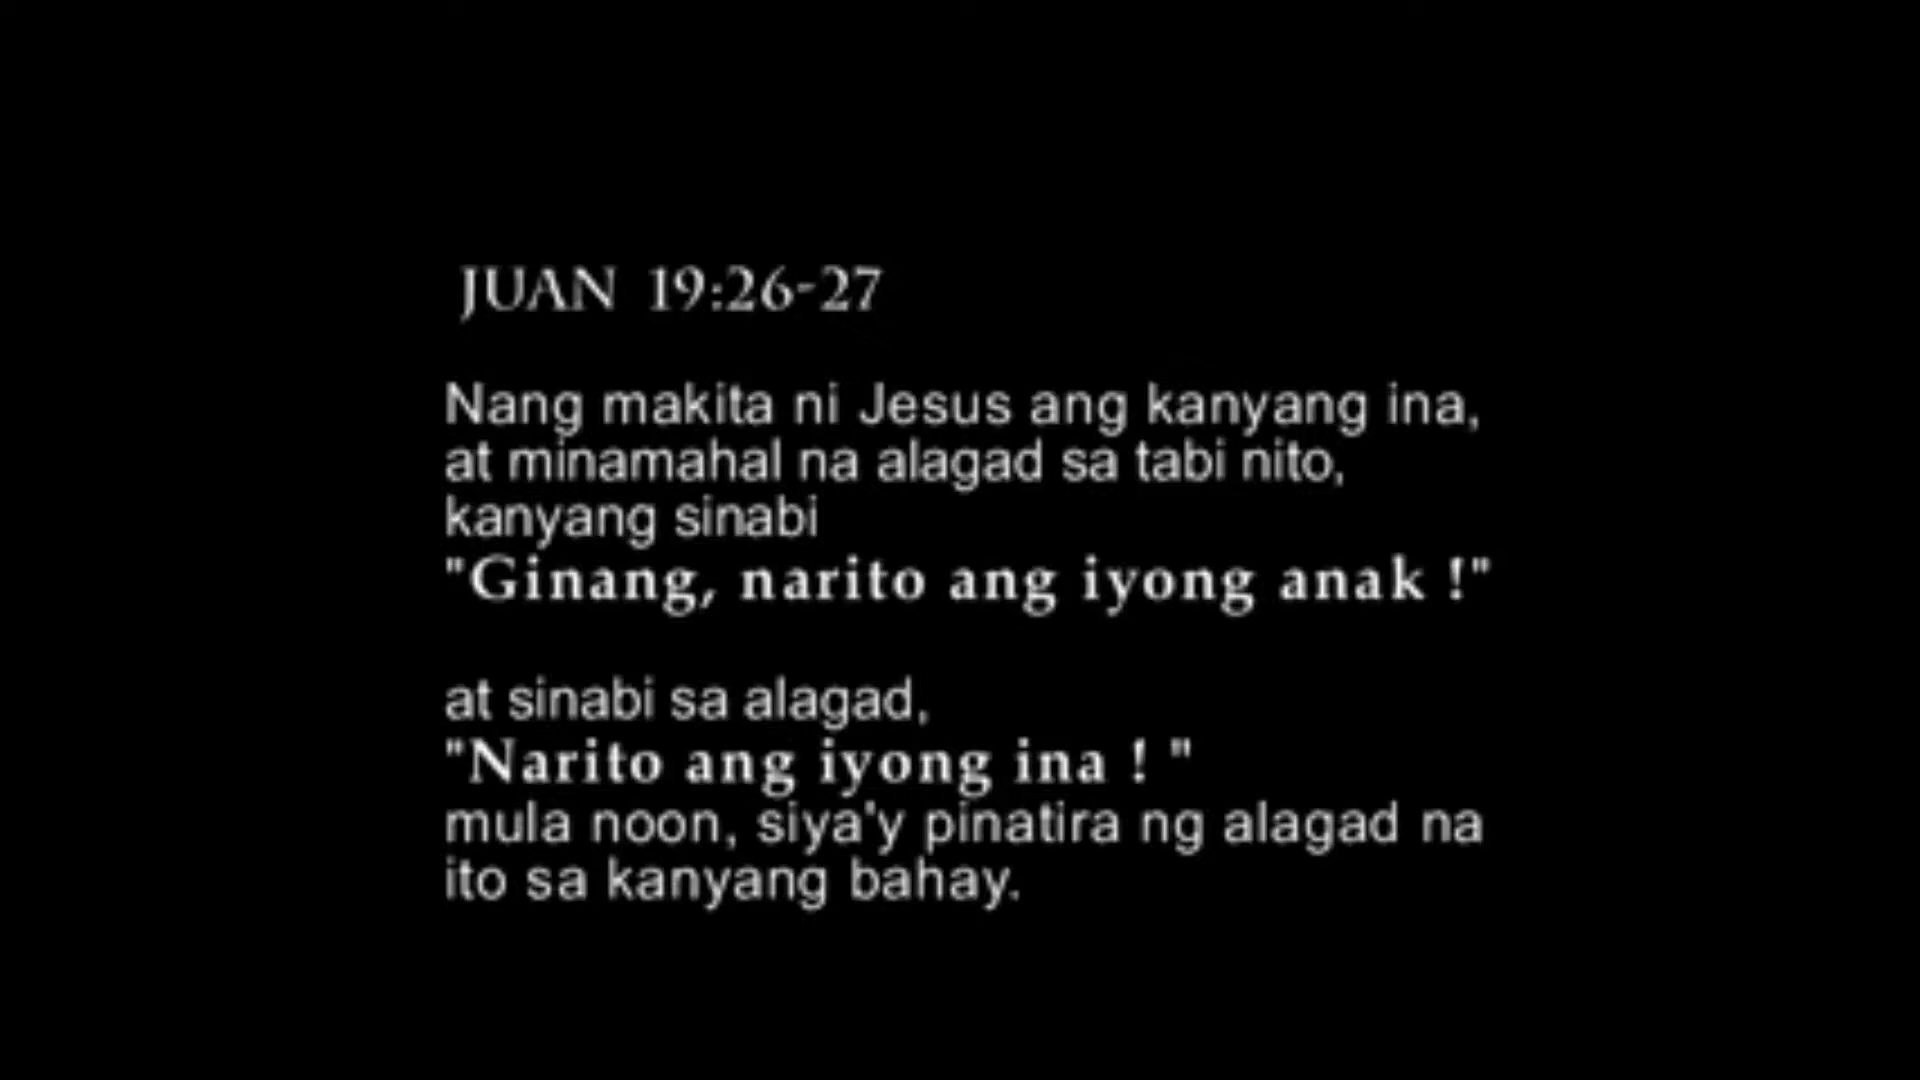 JUAN 19:26-27
Nang makita ni Jesus ang kanyang ina,
at minamahal na alagad sa tabi nito,
kanyang sinabi
"Ginang, narito ang iyong anak !"
at sinabi sa alagad,
"Narito ang iyong ina ! "
mula noon, siya'y pinatira ng alagad na
ito sa kanyang bahay.